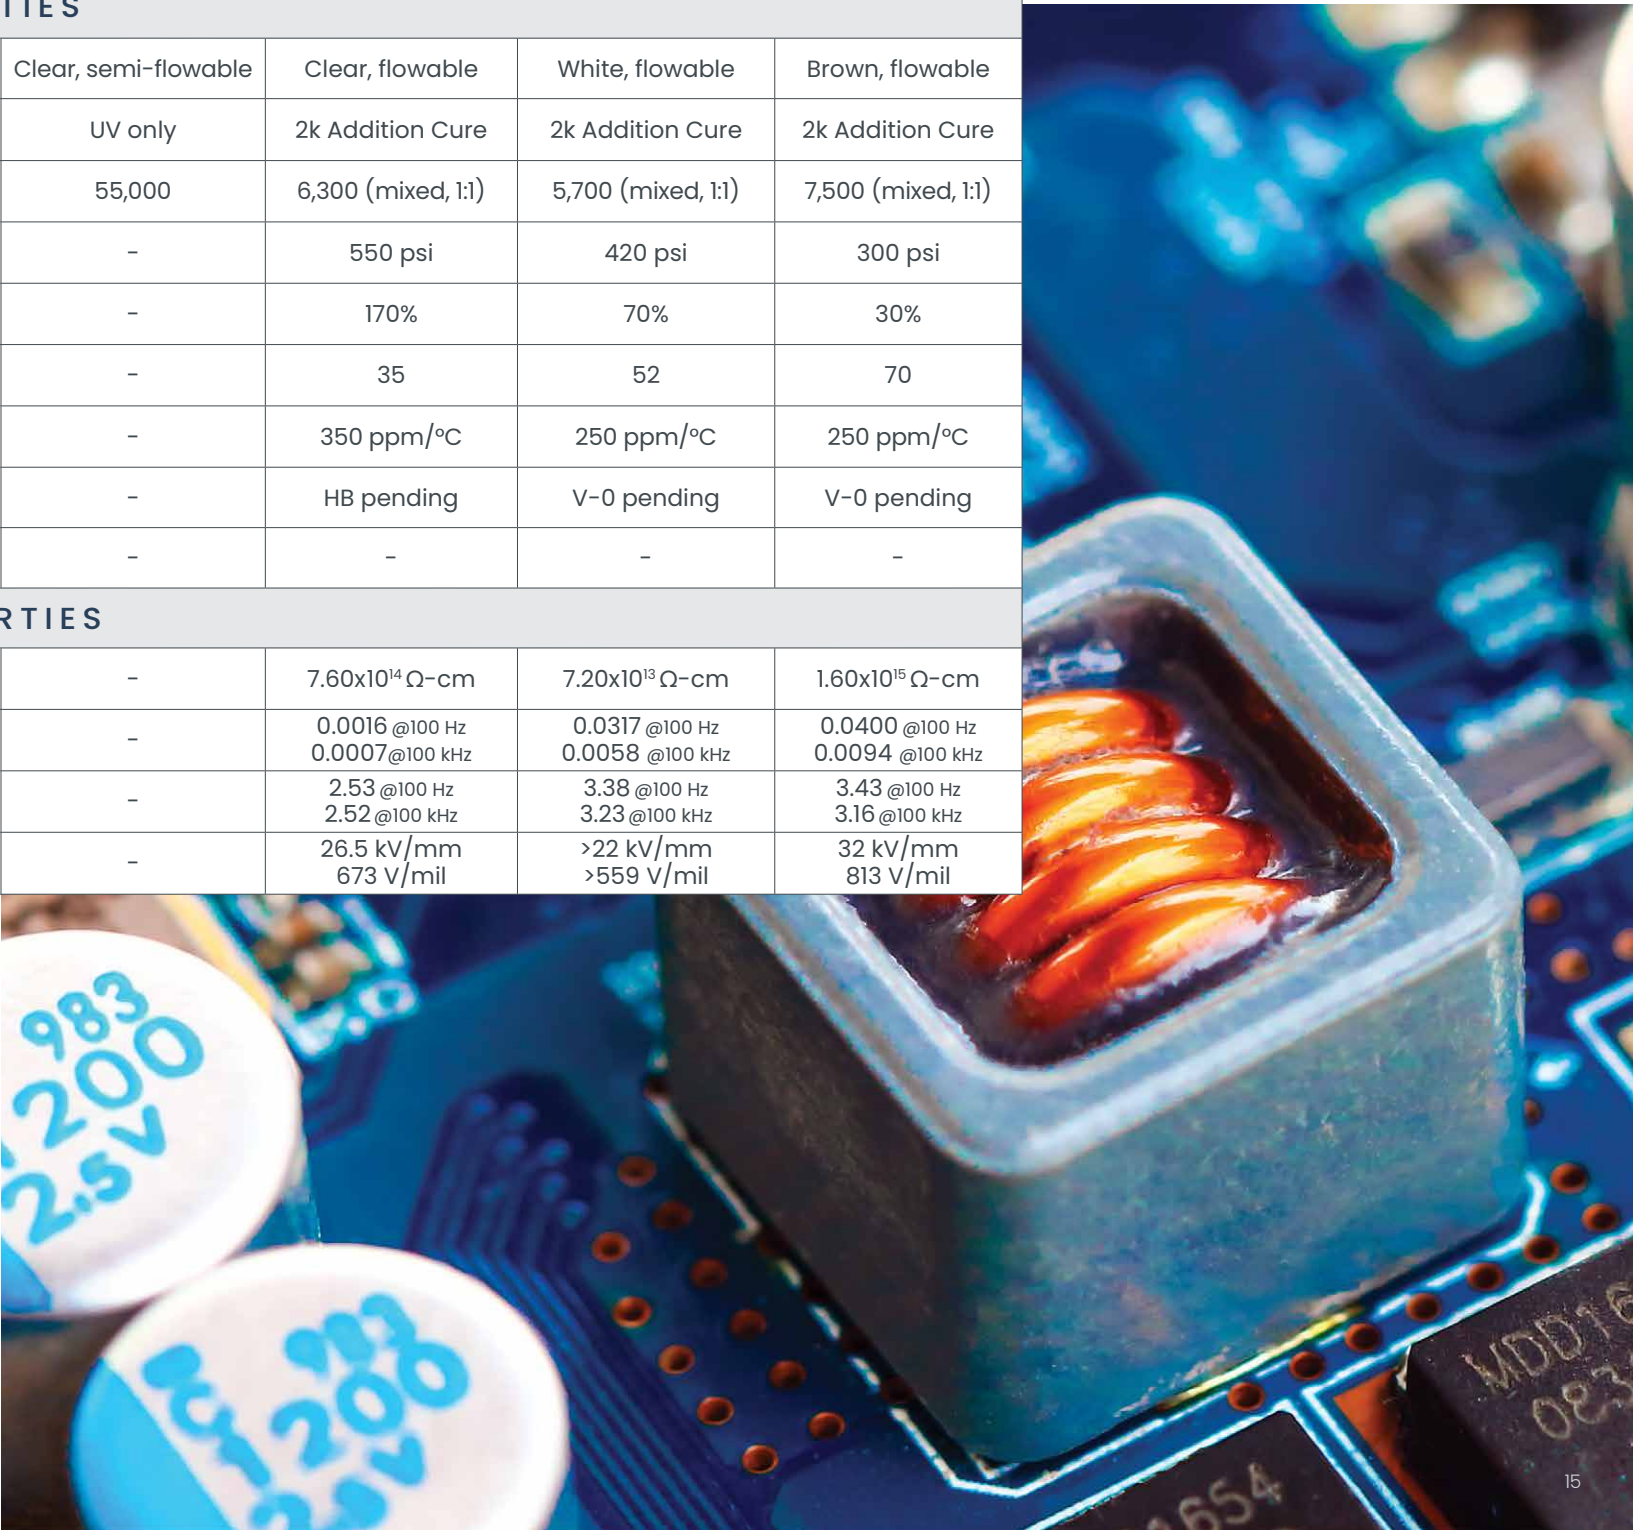 TIES
Clear, semi-flowable Clear, flowable White, flowable Brown, flowable
UV only 2k Addition Cure 2k Addition Cure 2k Addition Cure
55,000 6,300 (mixed, 1:1) 5,700 (mixed, 1:1) 7,500 (mixed, 1:1)
- 550 psi 420 psi 300 psi
- 170% 70% 30%
- 35 52 70
- 350 ppm/°C 250 ppm/°C 250 ppm/°C
- HB pending V-0 pending V-0 pending
- - - -
RTIES
- 7.60x10¹⁴ Ω-cm 7.20x10¹³ Ω-cm 1.60x10¹⁵ Ω-cm
- 0.0016 @100 Hz 0.0317 @100 Hz 0.0400 @100 Hz
0.0007@100 kHz 0.0058 @100 kHz 0.0094 @100 kHz
- 2.53 @100 Hz 3.38 @100 Hz 3.43 @100 Hz
2.52 @100 kHz 3.23 @100 kHz 3.16 @100 kHz
- 26.5 kV/mm >22 kV/mm 32 kV/mm
673 V/mil >559 V/mil 813 V/mil
983
200
2.5V
983
200
MDD16
083
1654
15